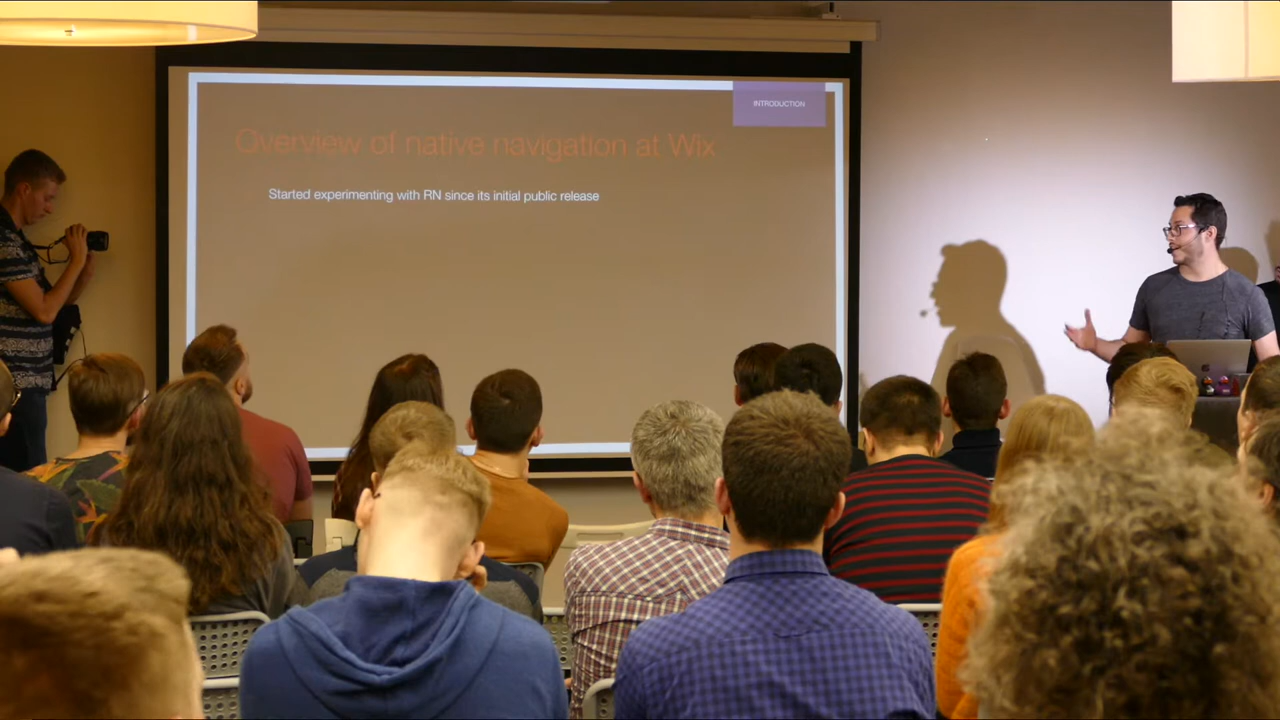 INTRODUCTION
Overview of native navigation at Wix
Started experimenting with RN since its initial public release